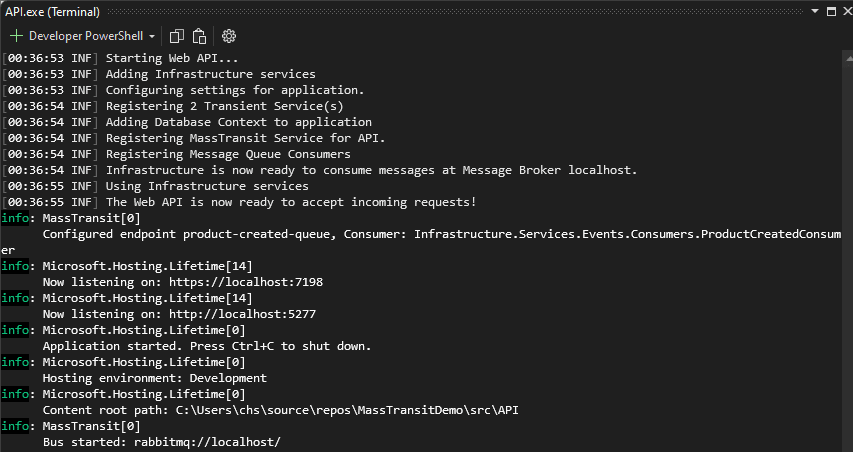 API.exe (Terminal)
Developer PowerShell
[00:36:53 INF] Starting Web API...
[00:36:53 INF] Adding Infrastructure services
[00:36:53 INF] Configuring settings for application.
[00:36:54 INF] Registering 2 Transient Service(s)
[00:36:54 INF] Adding Database Context to application
[00:36:54 INF] Registering MassTransit Service for API.
[00:36:54 INF] Registering Message Queue Consumers
[00:36:54 INF] Infrastructure is now ready to consume messages at Message Broker localhost.
[00:36:55 INF] Using Infrastructure services
[00:36:55 INF] The Web API is now ready to accept incoming requests!
info: MassTransit[0]
Configured endpoint product-created-queue, Consumer: Infrastructure.Services.Events.Consumers.ProductCreatedConsum
er
info: Microsoft.Hosting.Lifetime[14]
Now listening on: https://localhost:7198
info: Microsoft.Hosting.Lifetime[14]
Now listening on: http://localhost:5277
info: Microsoft.Hosting.Lifetime[0]
Application started. Press Ctrl+C to shut down.
info: Microsoft.Hosting.Lifetime[0]
Hosting environment: Development
info: Microsoft.Hosting.Lifetime[0]
Content root path: C:\Users\chs\source\repos\MassTransitDemo\src\API
info: MassTransit[0]
Bus started: rabbitmq://localhost/